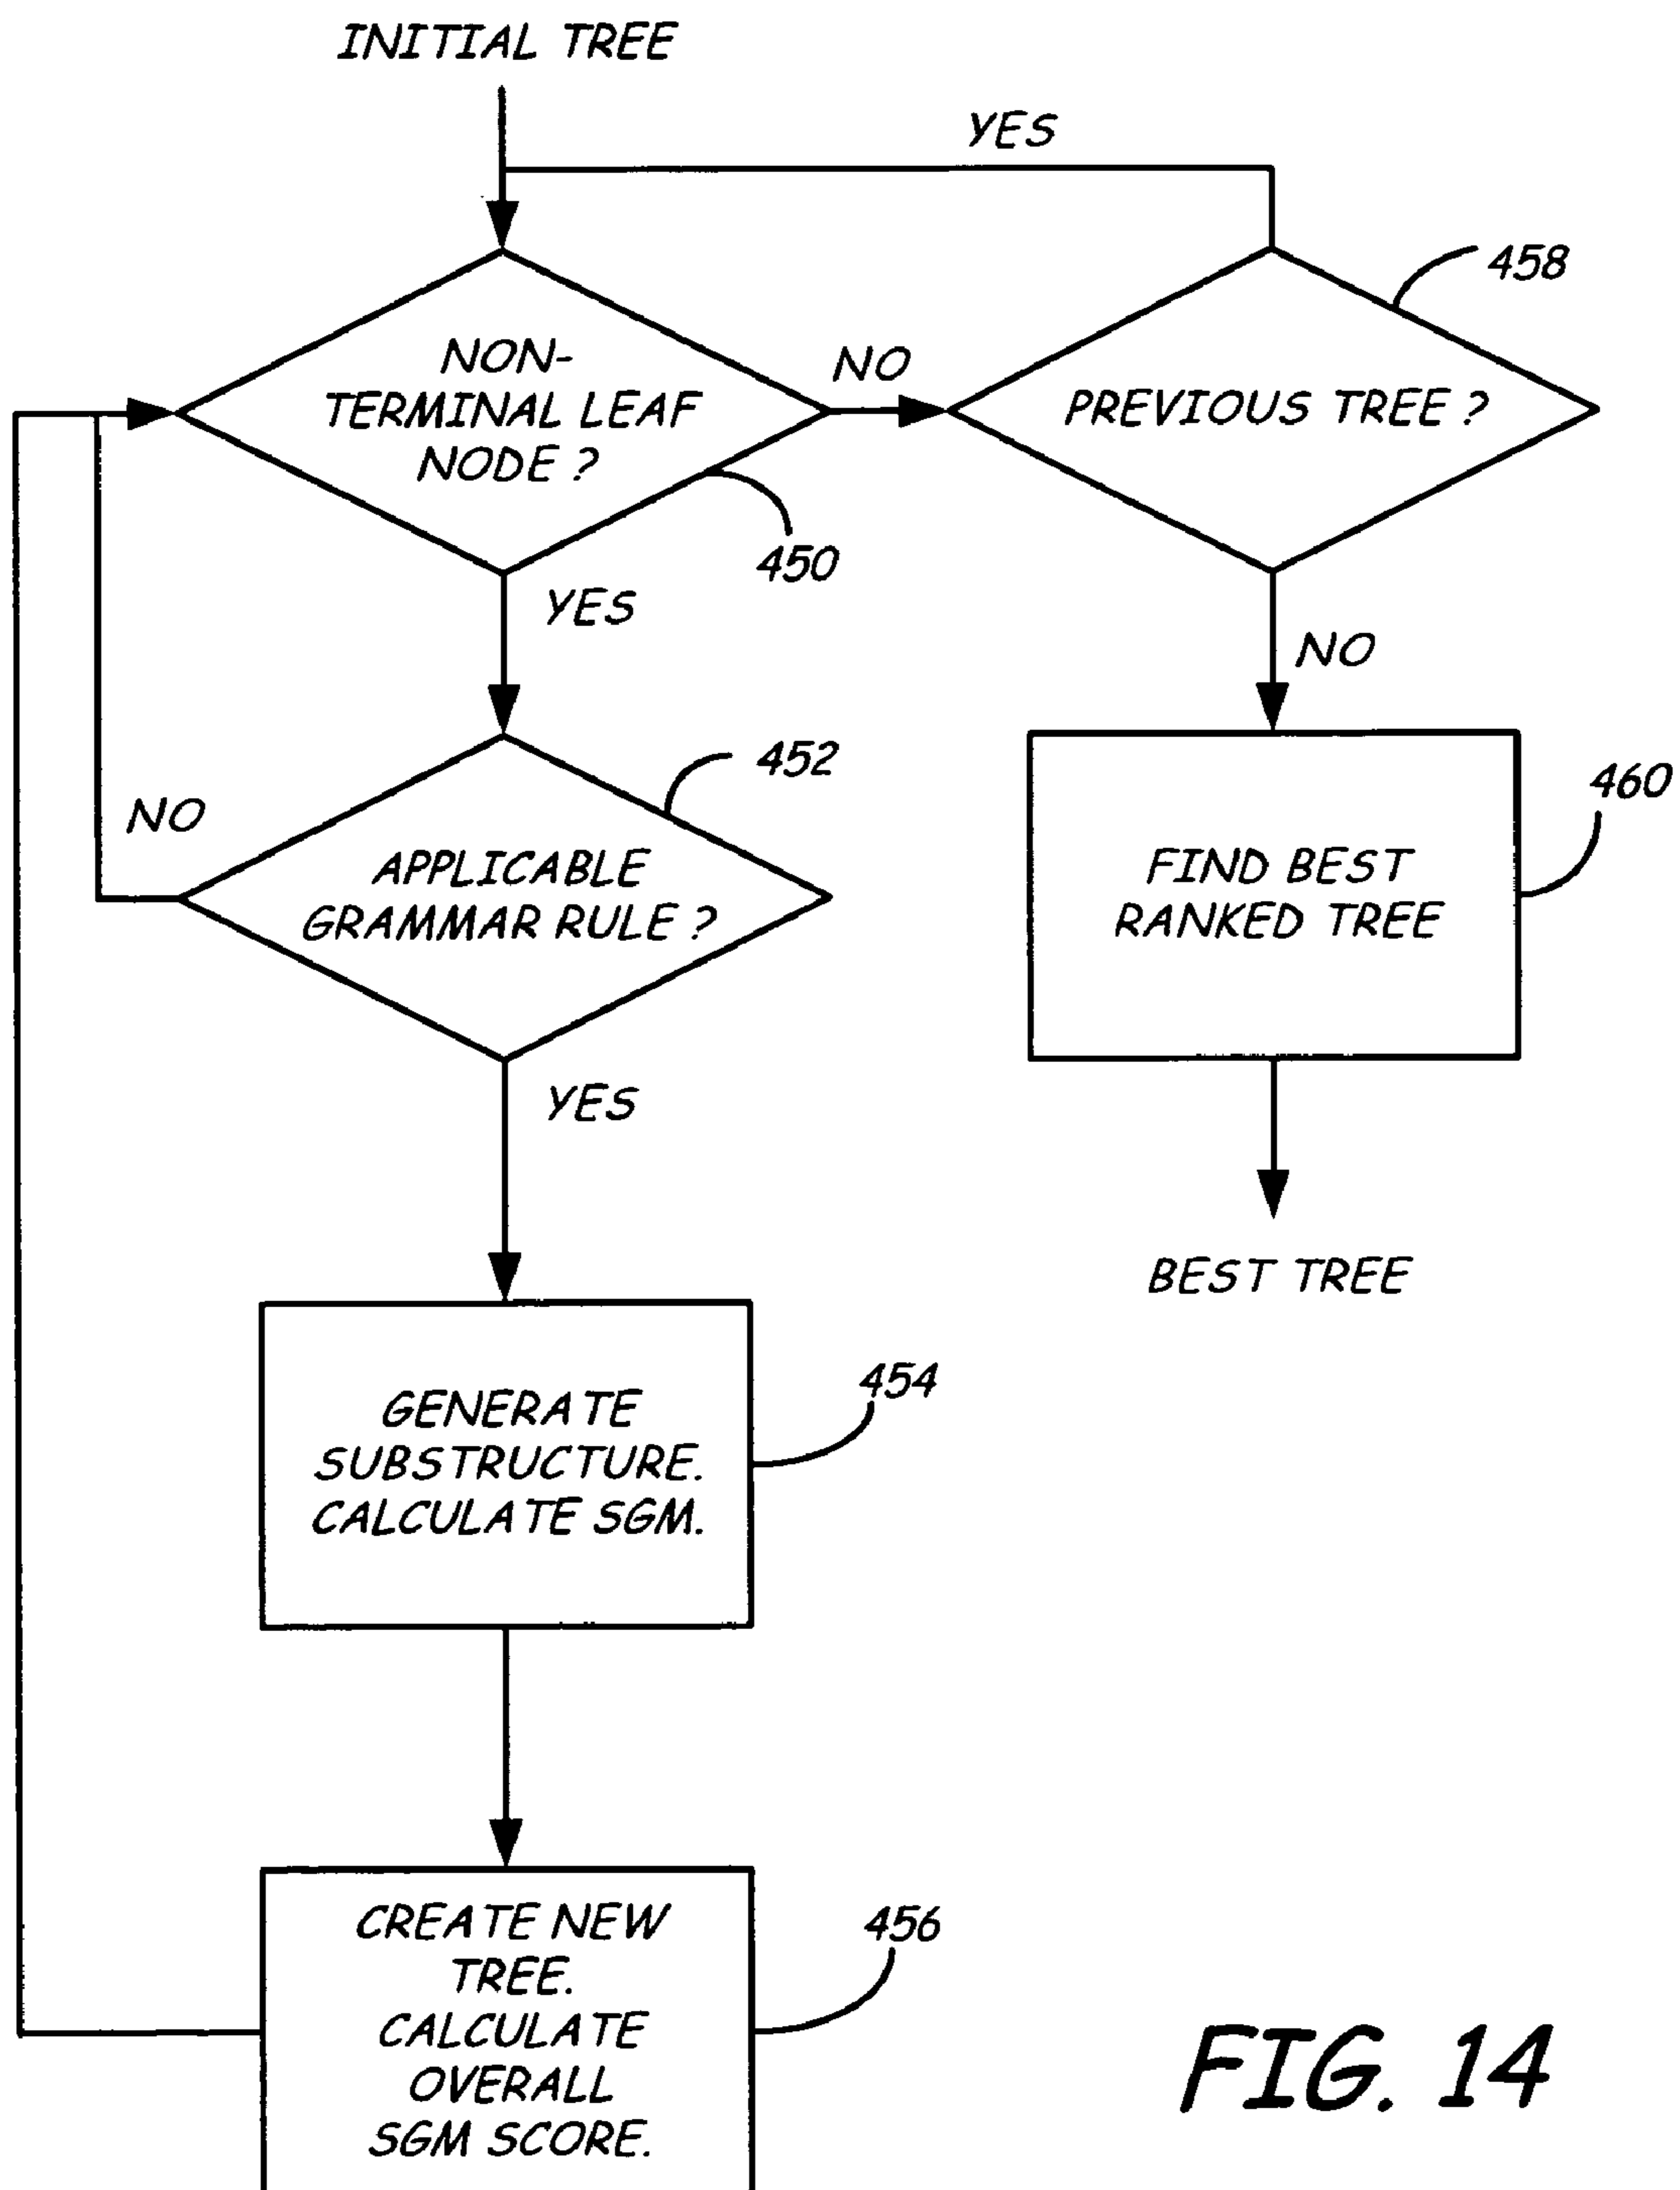 INITIAL TREE
YES
458
NON-
TERMINAL LEAF
NODE ?
NO
PREVIOUS TREE ?
450
YES
NO
452
460
NO
APPLICABLE
GRAMMAR RULE ?
FIND BEST
RANKED TREE
YES
BEST TREE
454
GENERATE
SUBSTRUCTURE.
CALCULATE SGM.
456
CREATE NEW
TREE.
CALCULATE
OVERALL
SGM SCORE.
FIG. 14